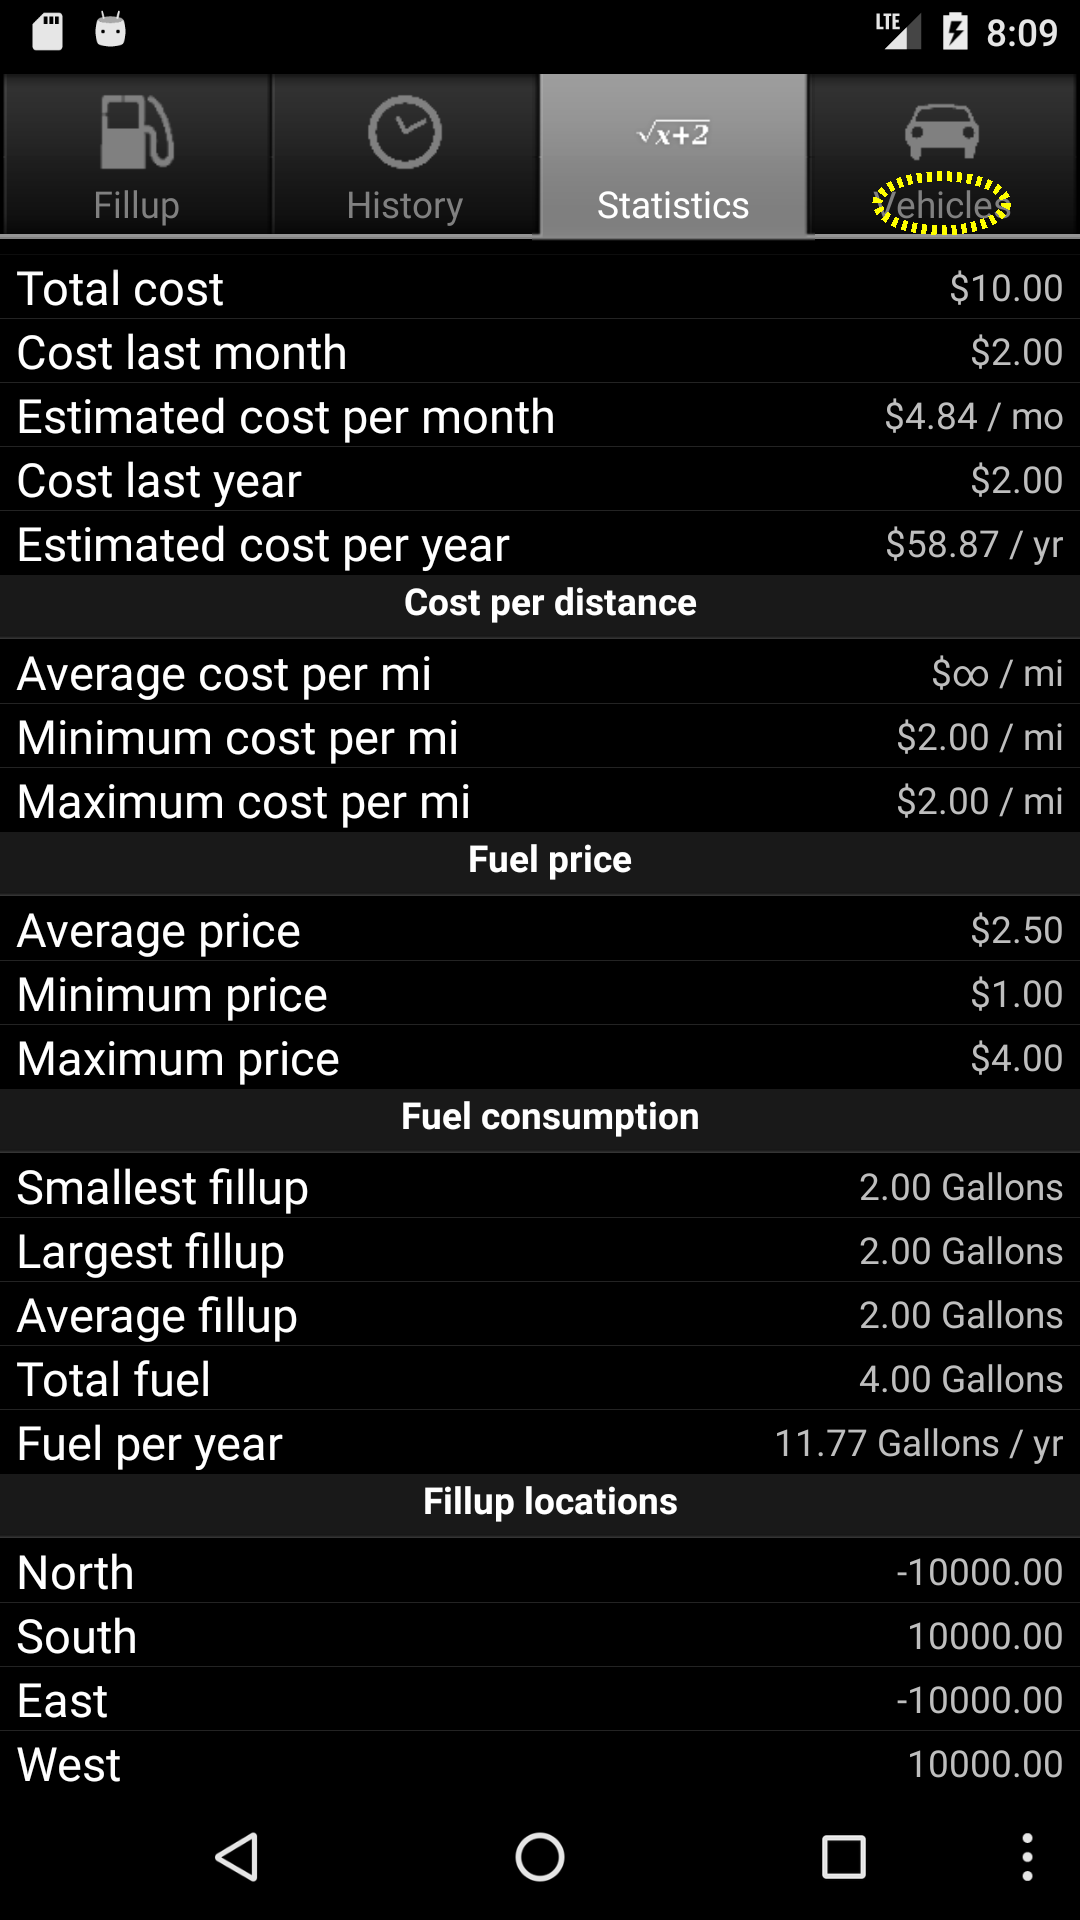 LTE 8:09
√x+2
Fillup History Statistics Vehicles
Total cost $10.00
Cost last month $2.00
Estimated cost per month $4.84 / mo
Cost last year $2.00
Estimated cost per year $58.87 / yr
Cost per distance
Average cost per mi $∞ / mi
Minimum cost per mi $2.00 / mi
Maximum cost per mi $2.00 / mi
Fuel price
Average price $2.50
Minimum price $1.00
Maximum price $4.00
Fuel consumption
Smallest fillup 2.00 Gallons
Largest fillup 2.00 Gallons
Average fillup 2.00 Gallons
Total fuel 4.00 Gallons
Fuel per year 11.77 Gallons / yr
Fillup locations
North -10000.00
South 10000.00
East -10000.00
West 10000.00